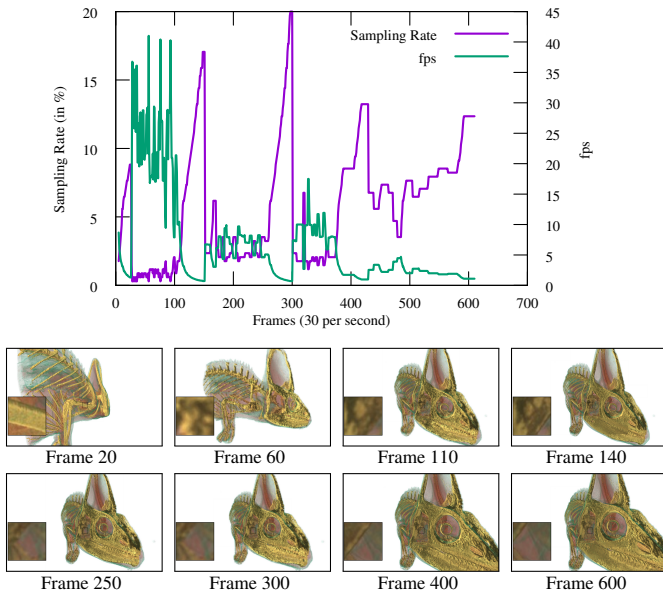 Sampling Rate
fps
20
15
10
5
0
45
40
35
30
25
20
15
10
5
0
0 100 200 300 400 500 600 700
Sampling Rate (in %)
fps
Frames (30 per second)
Frame 20 Frame 60 Frame 110 Frame 140
Frame 250 Frame 300 Frame 400 Frame 600